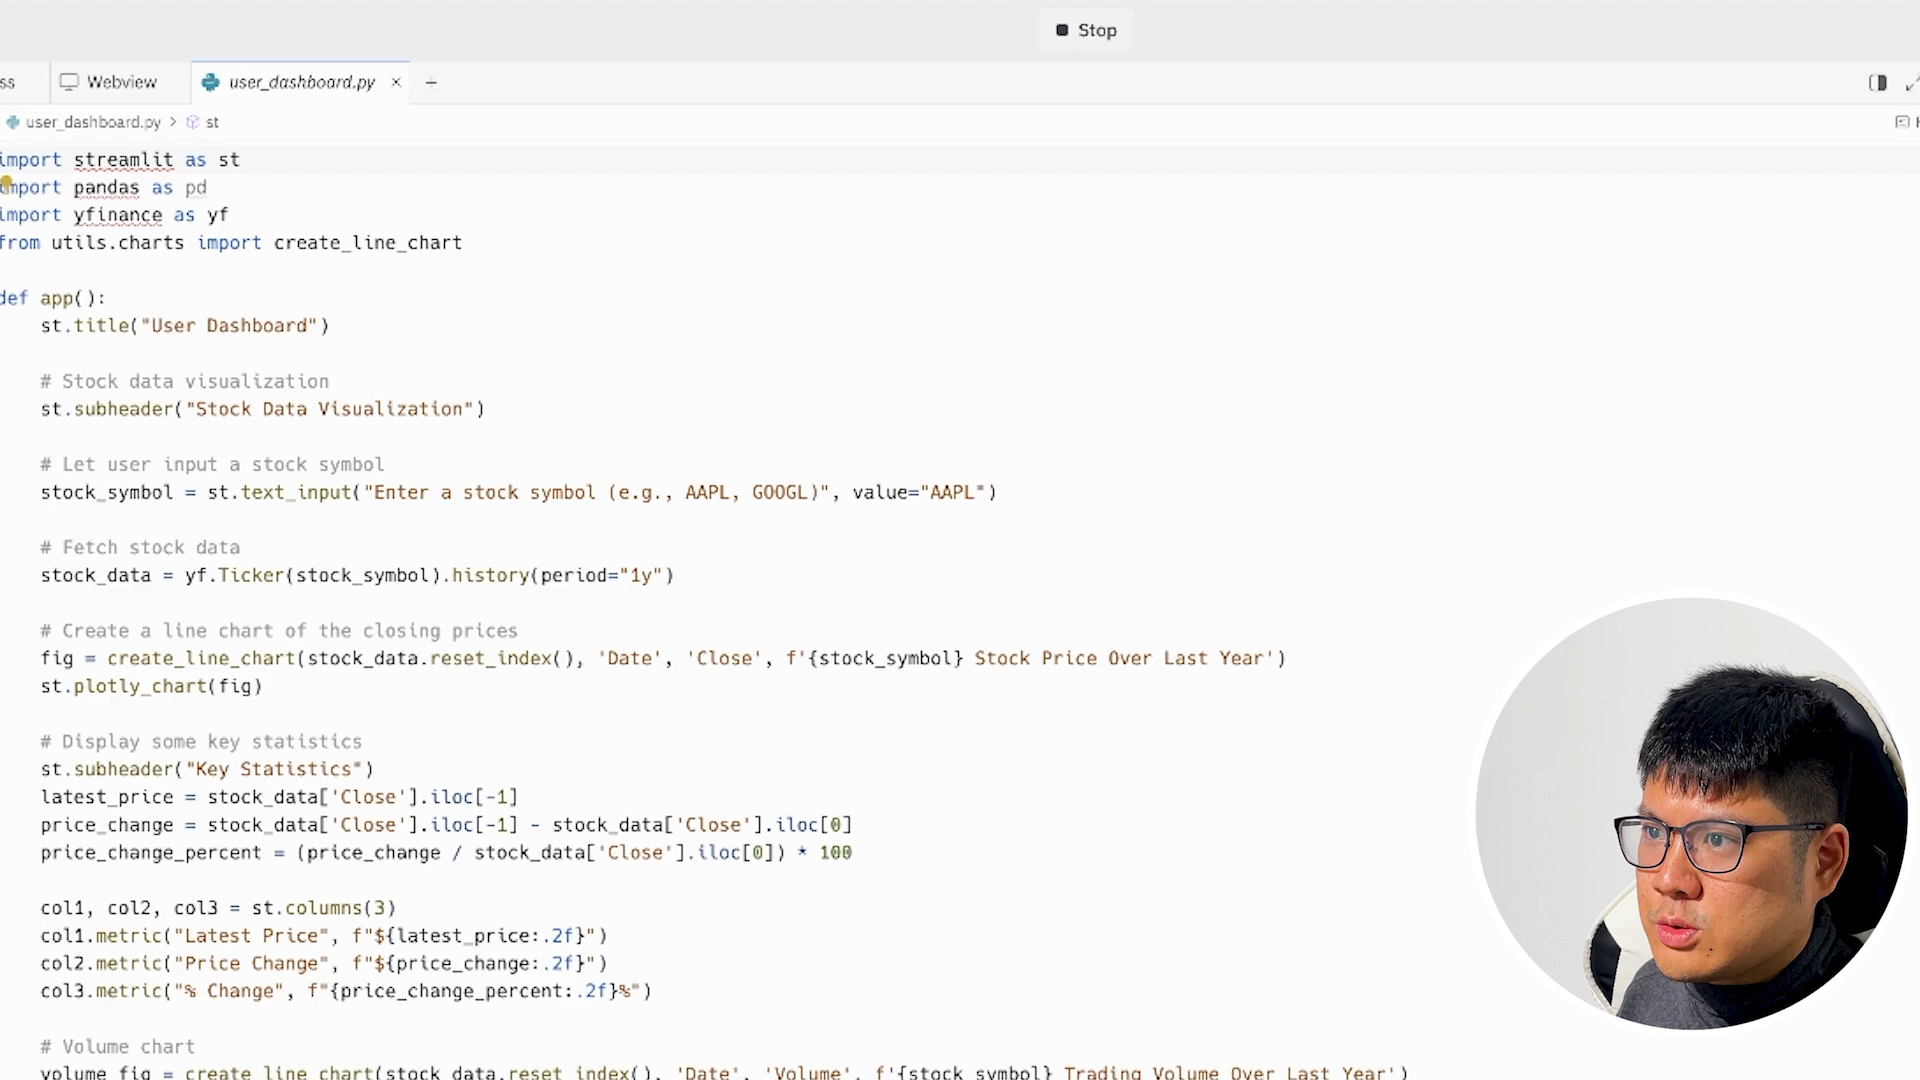 Stop
ss Webview user_dashboard.py × +
user_dashboard.py > st
import streamlit as st
import pandas as pd
import yfinance as yf
from utils.charts import create_line_chart
def app():
st.title("User Dashboard")
# Stock data visualization
st.subheader("Stock Data Visualization")
# Let user input a stock symbol
stock_symbol = st.text_input("Enter a stock symbol (e.g., AAPL, GOOGL)", value="AAPL")
# Fetch stock data
stock_data = yf.Ticker(stock_symbol).history(period="1y")
# Create a line chart of the closing prices
fig = create_line_chart(stock_data.reset_index(), 'Date', 'Close', f'{stock_symbol} Stock Price Over Last Year')
st.plotly_chart(fig)
# Display some key statistics
st.subheader("Key Statistics")
latest_price = stock_data['Close'].iloc[-1]
price_change = stock_data['Close'].iloc[-1] - stock_data['Close'].iloc[0]
price_change_percent = (price_change / stock_data['Close'].iloc[0]) * 100
col1, col2, col3 = st.columns(3)
col1.metric("Latest Price", f"${latest_price:.2f}")
col2.metric("Price Change", f"${price_change:.2f}")
col3.metric("% Change", f"{price_change_percent:.2f}%")
# Volume chart
volume_fig = create_line_chart(stock_data.reset_index(), 'Date', 'Volume', f'{stock_symbol} Trading Volume Over Last Year')